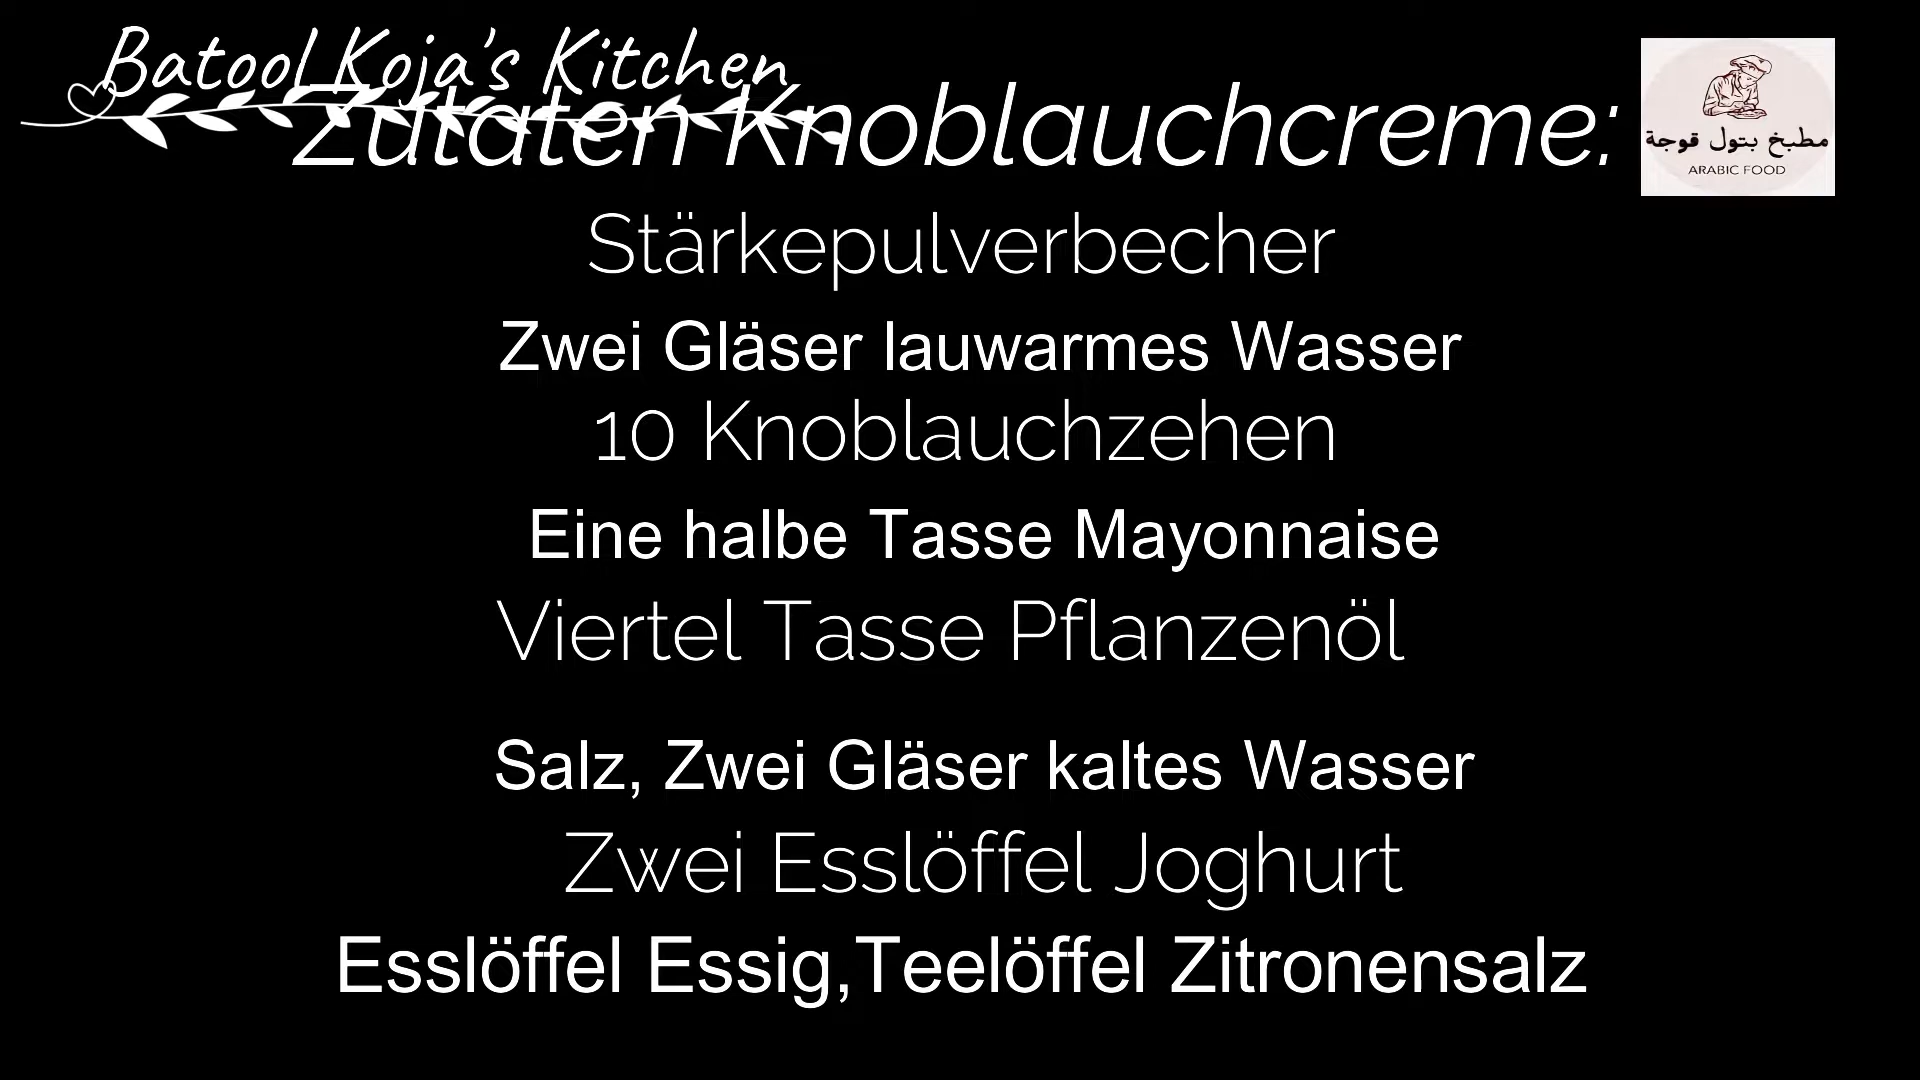 Batool Koja's Kitchen
Zutaten Knoblauchcreme:
مطبخ بتول قوجة
ARABIC FOOD
Stärkepulverbecher
Zwei Gläser lauwarmes Wasser
10 Knoblauchzehen
Eine halbe Tasse Mayonnaise
Viertel Tasse Pflanzenöl
Salz, Zwei Gläser kaltes Wasser
Zwei Esslöffel Joghurt
Esslöffel Essig,Teelöffel Zitronensalz